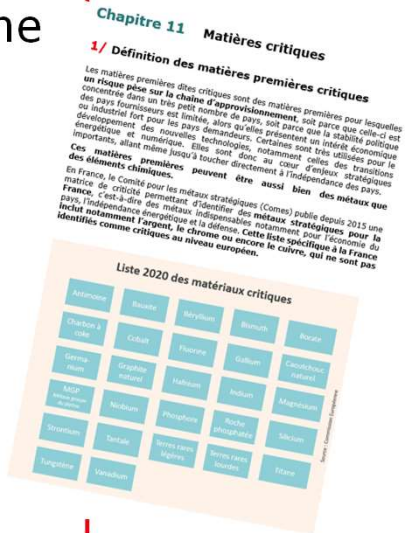 ne
Chapitre 11 Matières critiques
1/ Définition des matières premières critiques
Les matières premières dites critiques sont des matières premières pour lesquelles
un risque pèse sur la chaîne d'approvisionnement, soit parce que celle-ci est
concentrée dans un très petit nombre de pays, soit parce que la stabilité politique
des pays fournisseurs est limitée, alors qu'elles présentent un intérêt économique
ou industriel fort pour les pays demandeurs. Certaines sont très utilisées pour le
développement des nouvelles technologies, notamment celles des transitions
énergétique et numérique. Elles sont donc au cœur d'enjeux stratégiques
importants, allant même jusqu'à toucher directement à l'indépendance des pays.
Ces matières premières peuvent être aussi bien des métaux que
des éléments chimiques.
En France, le Comité pour les métaux stratégiques (Comes) publie depuis 2015 une
matrice de criticité permettant d'identifier des métaux stratégiques pour la
France, c'est-à-dire des métaux indispensables notamment pour l'économie du
pays, l'indépendance énergétique et la défense. Cette liste spécifique à la France
inclut notamment l'argent, le chrome ou encore le cuivre, qui ne sont pas
identifiés comme critiques au niveau européen.
Liste 2020 des matériaux critiques
Antimoine Bauxite Béryllium Bismuth Borate
Charbon à
coke Cobalt Fluorine Gallium Caoutchouc
naturel
Germa-
nium Graphite
naturel Hafnium Indium Magnésium
MGP
Niobium Phosphore Roche
phosphatée Silicium
Strontium Tantale Terres rares
légères Terres rares
lourdes Titane
Tungstène Vanadium
Source : Commission Européenne